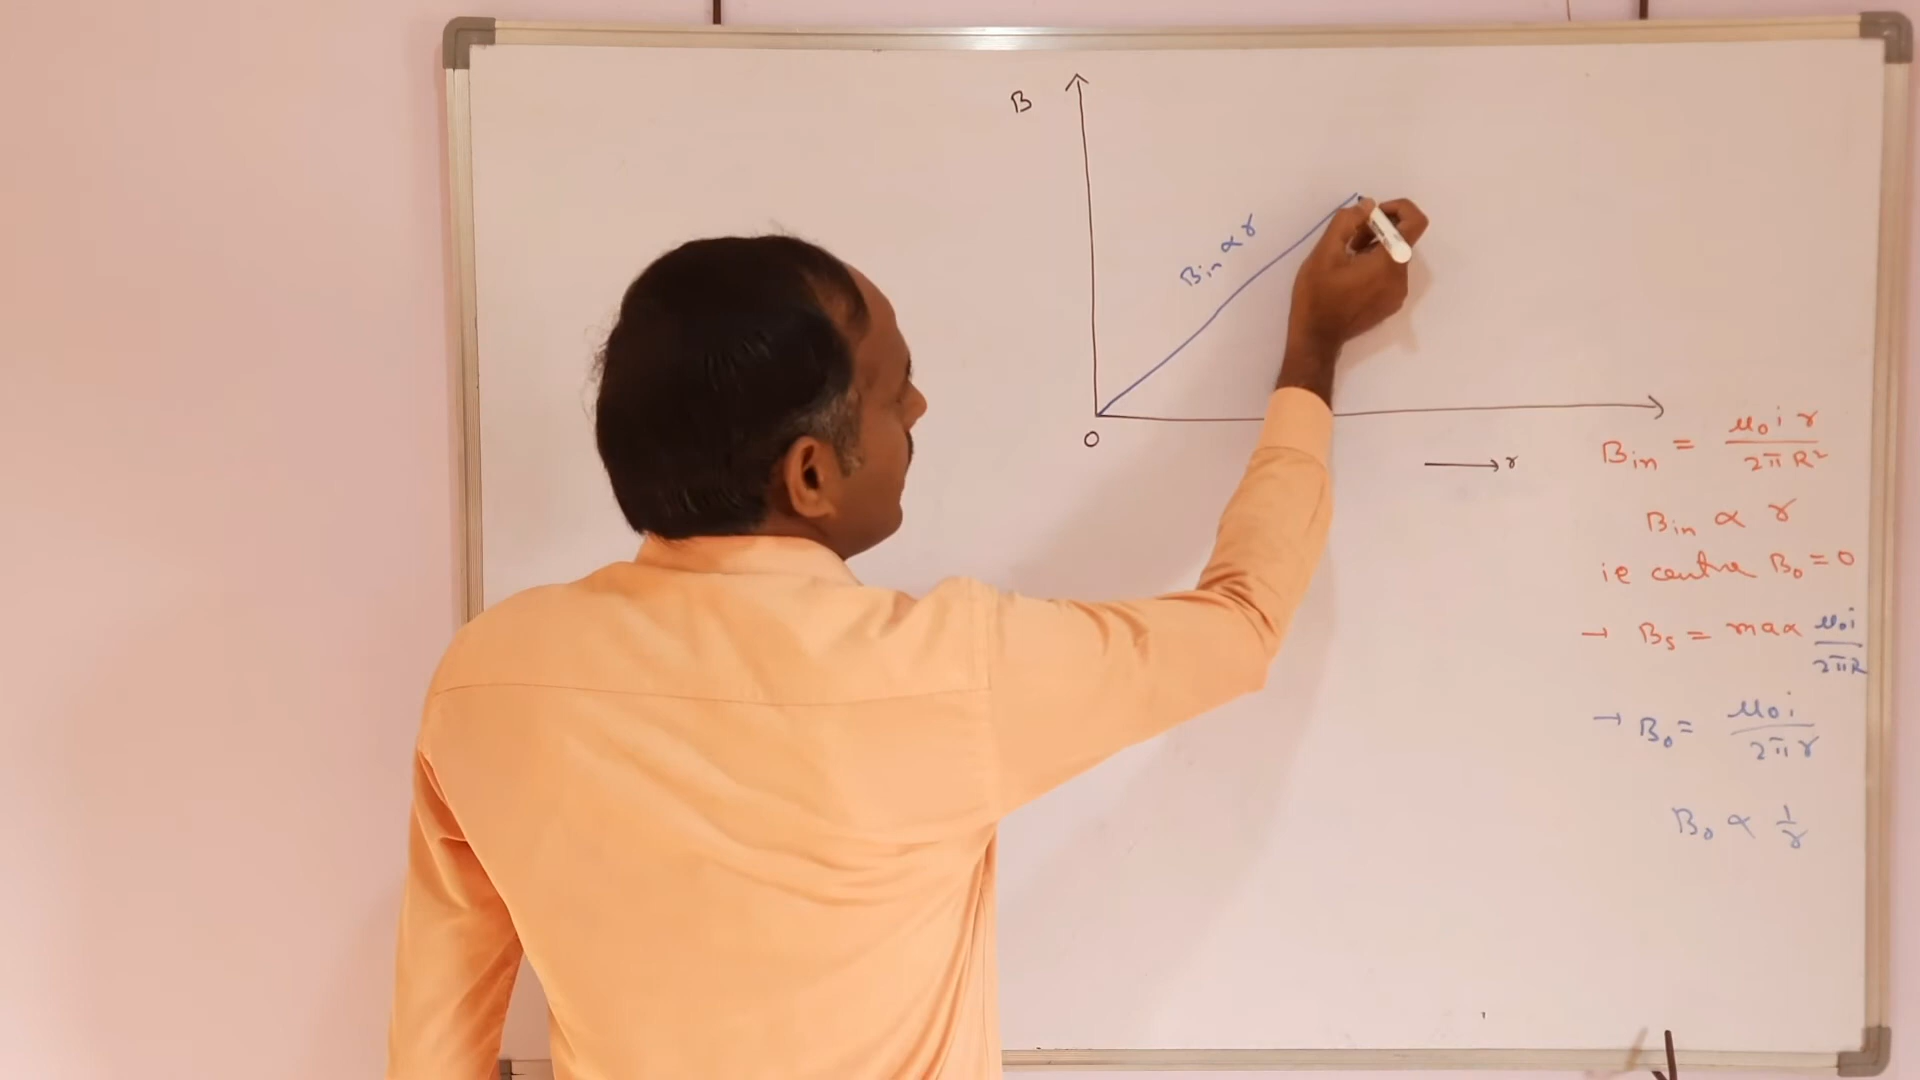 B
B_in ∝ r
O
→ r
B_in = μ₀ i r / 2π R²
B_in ∝ r
ie centre B₀ = 0
→ B_s = max μ₀ i / 2πR
→ B₀ = μ₀ i / 2π r
B₀ ∝ 1/r